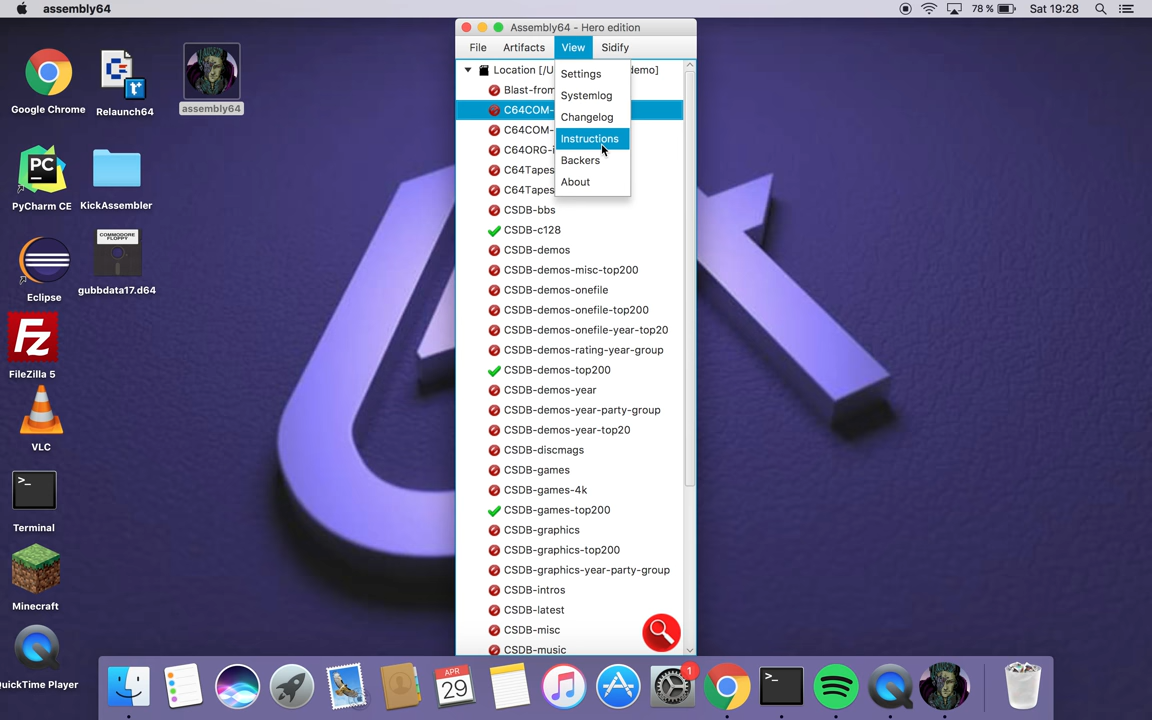 assembly64
78 %
Sat 19:28
Assembly64 - Hero edition
File
Artifacts
View
Sidify
Settings
Systemlog
Changelog
Instructions
Backers
About
Location [/U
demo]
Blast-from
C64COM-
C64COM-
C64ORG-i
C64Tapes
C64Tapes
CSDB-bbs
CSDB-c128
CSDB-demos
CSDB-demos-misc-top200
CSDB-demos-onefile
CSDB-demos-onefile-top200
CSDB-demos-onefile-year-top20
CSDB-demos-rating-year-group
CSDB-demos-top200
CSDB-demos-year
CSDB-demos-year-party-group
CSDB-demos-year-top20
CSDB-discmags
CSDB-games
CSDB-games-4k
CSDB-games-top200
CSDB-graphics
CSDB-graphics-top200
CSDB-graphics-year-party-group
CSDB-intros
CSDB-latest
CSDB-misc
CSDB-music
Google Chrome
Relaunch64
assembly64
PC
PyCharm CE
KickAssembler
Eclipse
COMMODORE
FLOPPY
gubbdata17.d64
Fz
FileZilla 5
VLC
>_
Terminal
Minecraft
uickTime Player
APR
29
1
>_